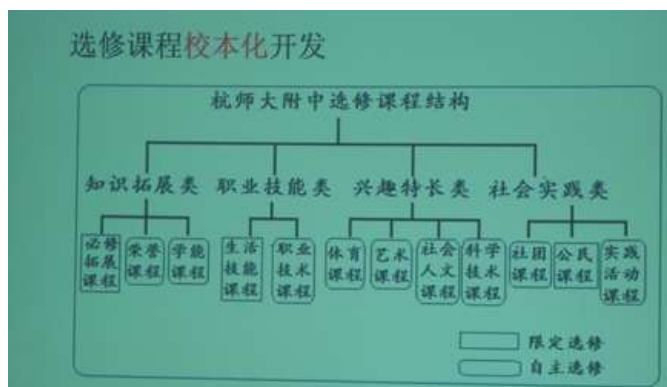 选修课程校本化开发
杭师大附中选修课程结构
知识拓展类 职业技能类 兴趣特长类 社会实践类
必修拓展课程
荣誉课程
学能课程
生活技能课程
职业技术课程
体育课程
艺术课程
社会人文课程
科学技术课程
社团课程
公民课程
实践活动课程
限定选修
自主选修